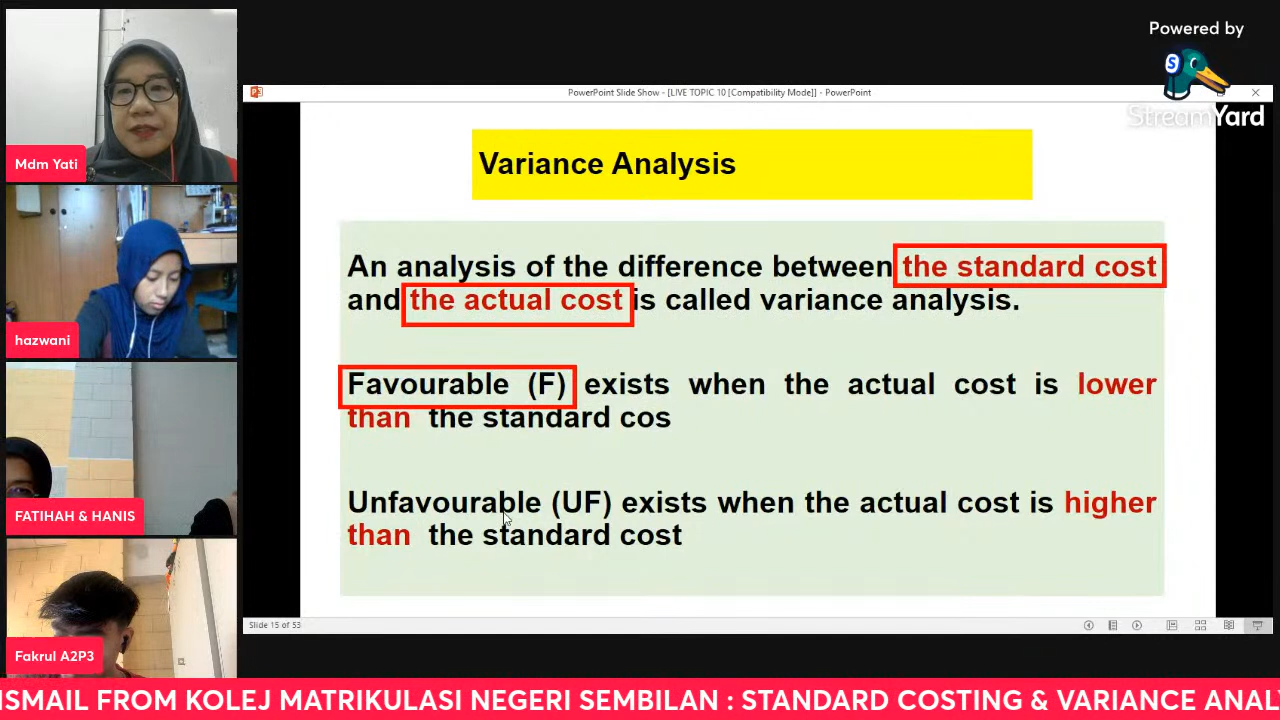 Powered by
StreamYard
PowerPoint Slide Show - [LIVE TOPIC 10 [Compatibility Mode]] - PowerPoint
Mdm Yati
hazwani
FATIHAH & HANIS
Fakrul A2P3
Variance Analysis
An analysis of the difference between the standard cost
and the actual cost is called variance analysis.
Favourable (F) exists when the actual cost is lower
than the standard cos
Unfavourable (UF) exists when the actual cost is higher
than the standard cost
Slide 15 of 53
ISMAIL FROM KOLEJ MATRIKULASI NEGERI SEMBILAN : STANDARD COSTING & VARIANCE ANAL